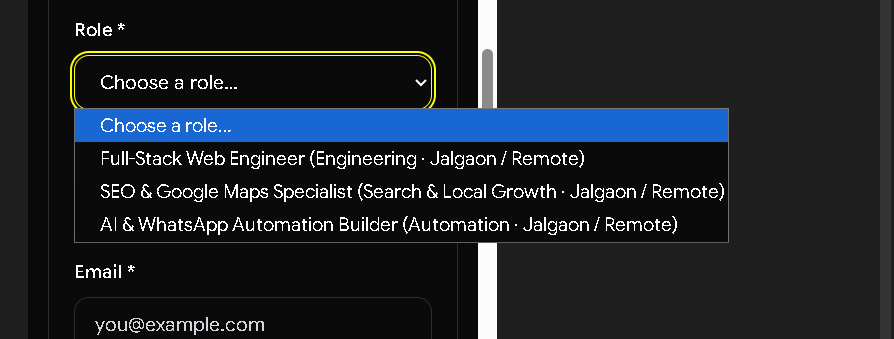 Role *
Choose a role...
Choose a role...
Full-Stack Web Engineer (Engineering · Jalgaon / Remote)
SEO & Google Maps Specialist (Search & Local Growth · Jalgaon / Remote)
AI & WhatsApp Automation Builder (Automation · Jalgaon / Remote)
Email *
you@example.com